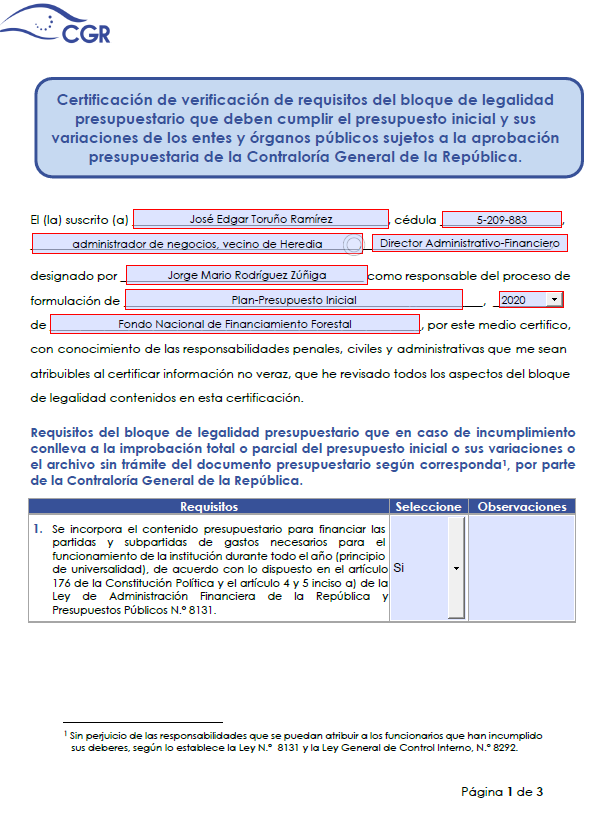 CGR
Certificación de verificación de requisitos del bloque de legalidad
presupuestario que deben cumplir el presupuesto inicial y sus
variaciones de los entes y órganos públicos sujetos a la aprobación
presupuestaria de la Contraloría General de la República.
El (la) suscrito (a) José Edgar Toruño Ramírez, cédula 5-209-883,
administrador de negocios, vecino de Heredia Director Administrativo-Financiero
designado por Jorge Mario Rodríguez Zúñiga como responsable del proceso de
formulación de Plan-Presupuesto Inicial, 2020
de Fondo Nacional de Financiamiento Forestal, por este medio certifico,
con conocimiento de las responsabilidades penales, civiles y administrativas que me sean
atribuibles al certificar información no veraz, que he revisado todos los aspectos del bloque
de legalidad contenidos en esta certificación.
Requisitos del bloque de legalidad presupuestario que en caso de incumplimiento
conlleva a la improbación total o parcial del presupuesto inicial o sus variaciones o
el archivo sin trámite del documento presupuestario según corresponda¹, por parte
de la Contraloría General de la República.
Requisitos Seleccione Observaciones
1. Se incorpora el contenido presupuestario para financiar las
partidas y subpartidas de gastos necesarios para el
funcionamiento de la institución durante todo el año (principio
de universalidad), de acuerdo con lo dispuesto en el artículo Si
176 de la Constitución Política y el artículo 4 y 5 inciso a) de la
Ley de Administración Financiera de la República y
Presupuestos Públicos N.º 8131.
¹ Sin perjuicio de las responsabilidades que se puedan atribuir a los funcionarios que han incumplido
sus deberes, según lo establece la Ley N.º 8131 y la Ley General de Control Interno, N.º 8292.
Página 1 de 3